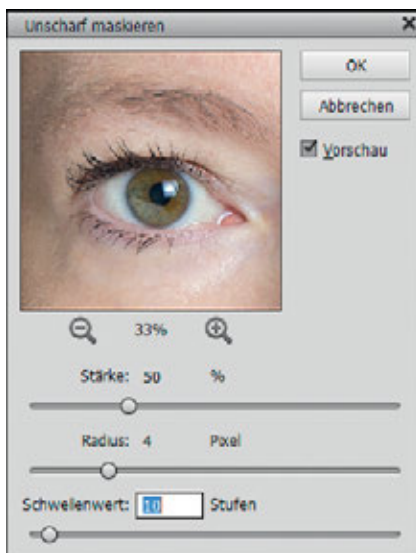 Unscharf maskieren
OK
Abbrechen
Vorschau
33%
Stärke: 50 %
Radius: 4 Pixel
Schwellenwert: 10 Stufen